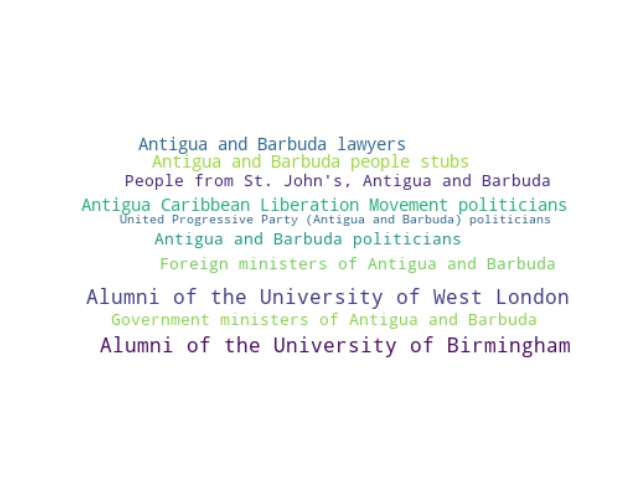 Antigua and Barbuda lawyers
Antigua and Barbuda people stubs
People from St. John's, Antigua and Barbuda
Antigua Caribbean Liberation Movement politicians
United Progressive Party (Antigua and Barbuda) politicians
Antigua and Barbuda politicians
Foreign ministers of Antigua and Barbuda
Alumni of the University of West London
Government ministers of Antigua and Barbuda
Alumni of the University of Birmingham